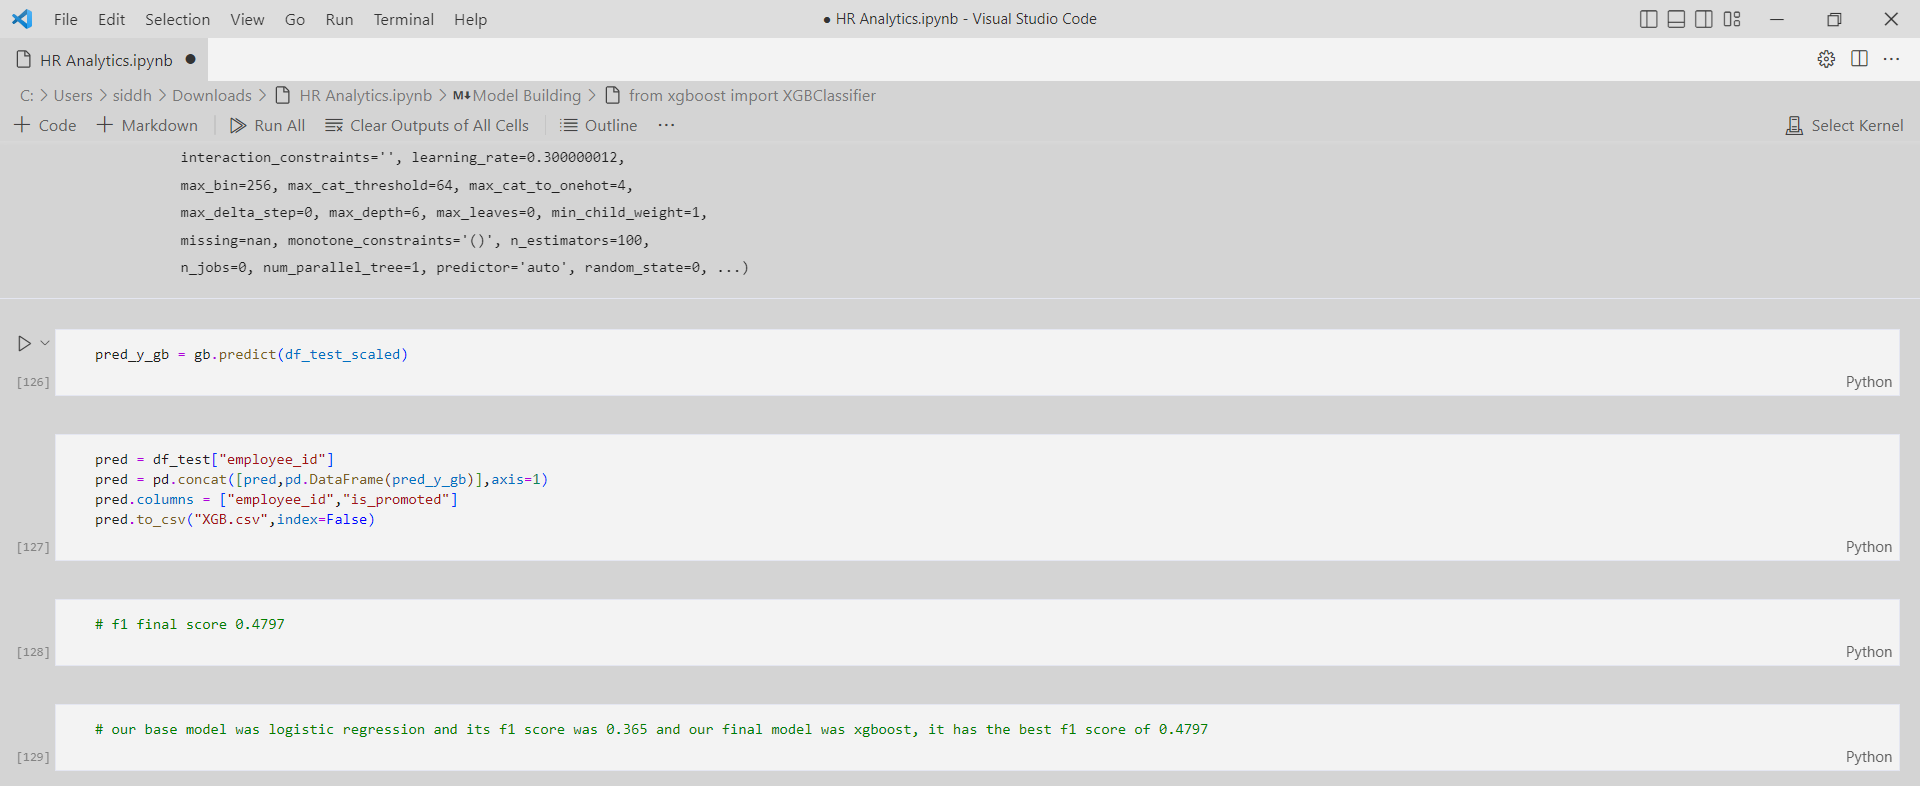 File Edit Selection View Go Run Terminal Help ● HR Analytics.ipynb - Visual Studio Code
HR Analytics.ipynb ●
C: > Users > siddh > Downloads > HR Analytics.ipynb > M↓ Model Building > from xgboost import XGBClassifier
+ Code + Markdown Run All Clear Outputs of All Cells Outline ... Select Kernel
interaction_constraints='', learning_rate=0.300000012,
max_bin=256, max_cat_threshold=64, max_cat_to_onehot=4,
max_delta_step=0, max_depth=6, max_leaves=0, min_child_weight=1,
missing=nan, monotone_constraints='()', n_estimators=100,
n_jobs=0, num_parallel_tree=1, predictor='auto', random_state=0, ...)
pred_y_gb = gb.predict(df_test_scaled)
[126] Python
pred = df_test["employee_id"]
pred = pd.concat([pred,pd.DataFrame(pred_y_gb)],axis=1)
pred.columns = ["employee_id","is_promoted"]
pred.to_csv("XGB.csv",index=False)
[127] Python
# f1 final score 0.4797
[128] Python
# our base model was logistic regression and its f1 score was 0.365 and our final model was xgboost, it has the best f1 score of 0.4797
[129] Python